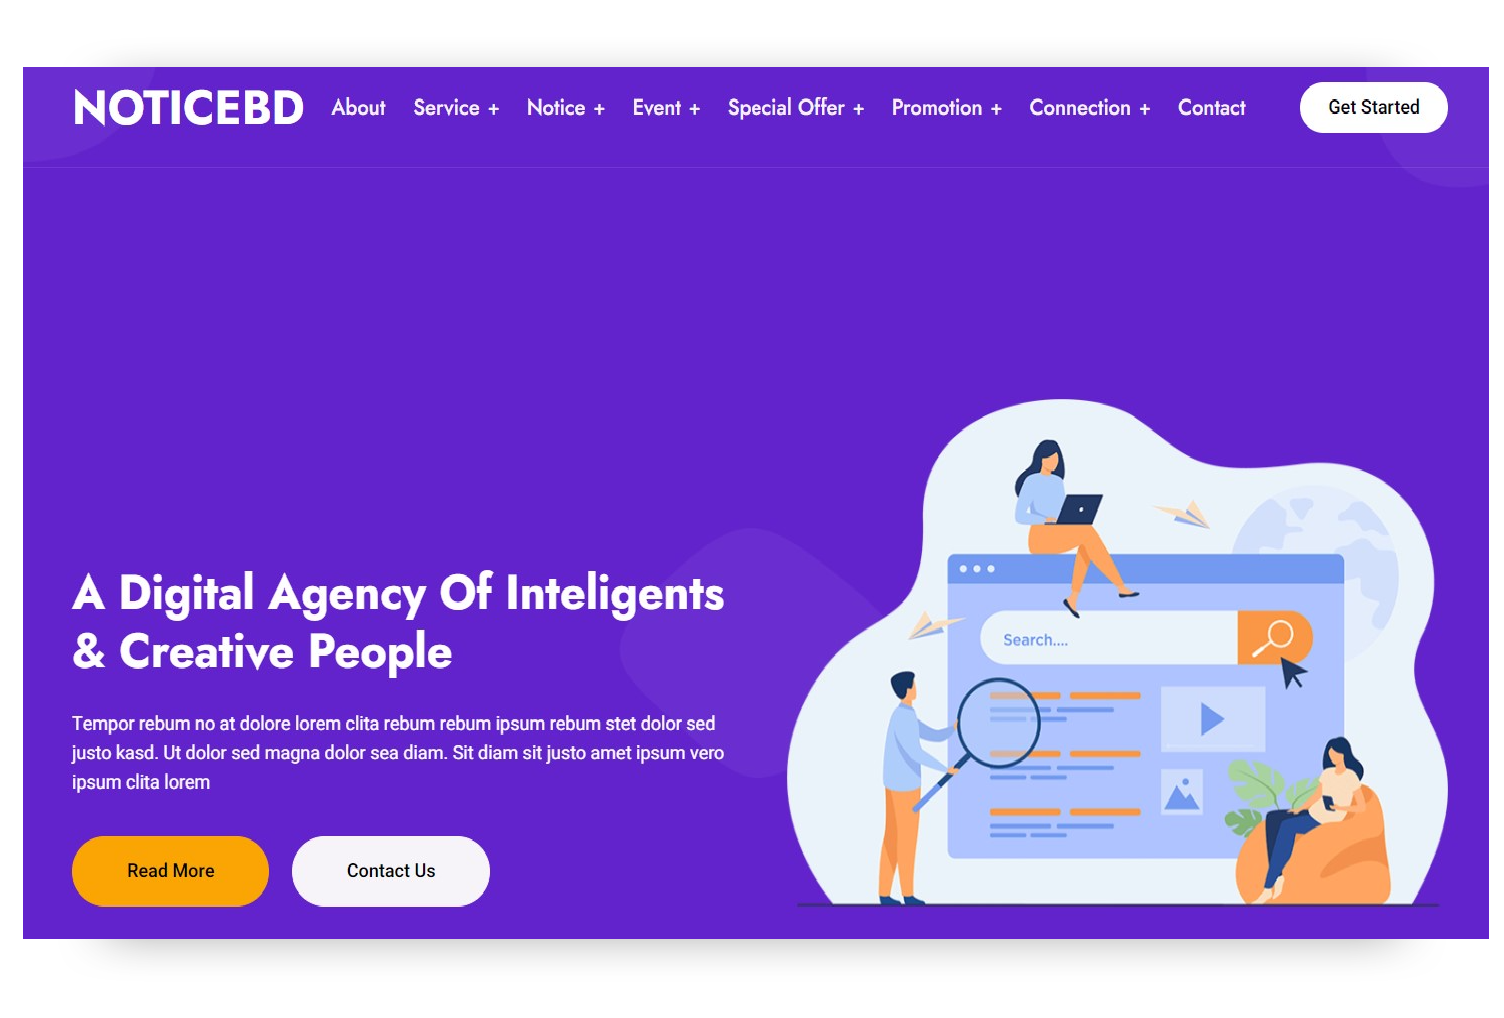 NOTICEBD About Service + Notice + Event + Special Offer + Promotion + Connection + Contact Get Started
A Digital Agency Of Inteligents
& Creative People
Search....
Tempor rebum no at dolore lorem clita rebum rebum ipsum rebum stet dolor sed
justo kasd. Ut dolor sed magna dolor sea diam. Sit diam sit justo amet ipsum vero
ipsum clita lorem
Read More Contact Us